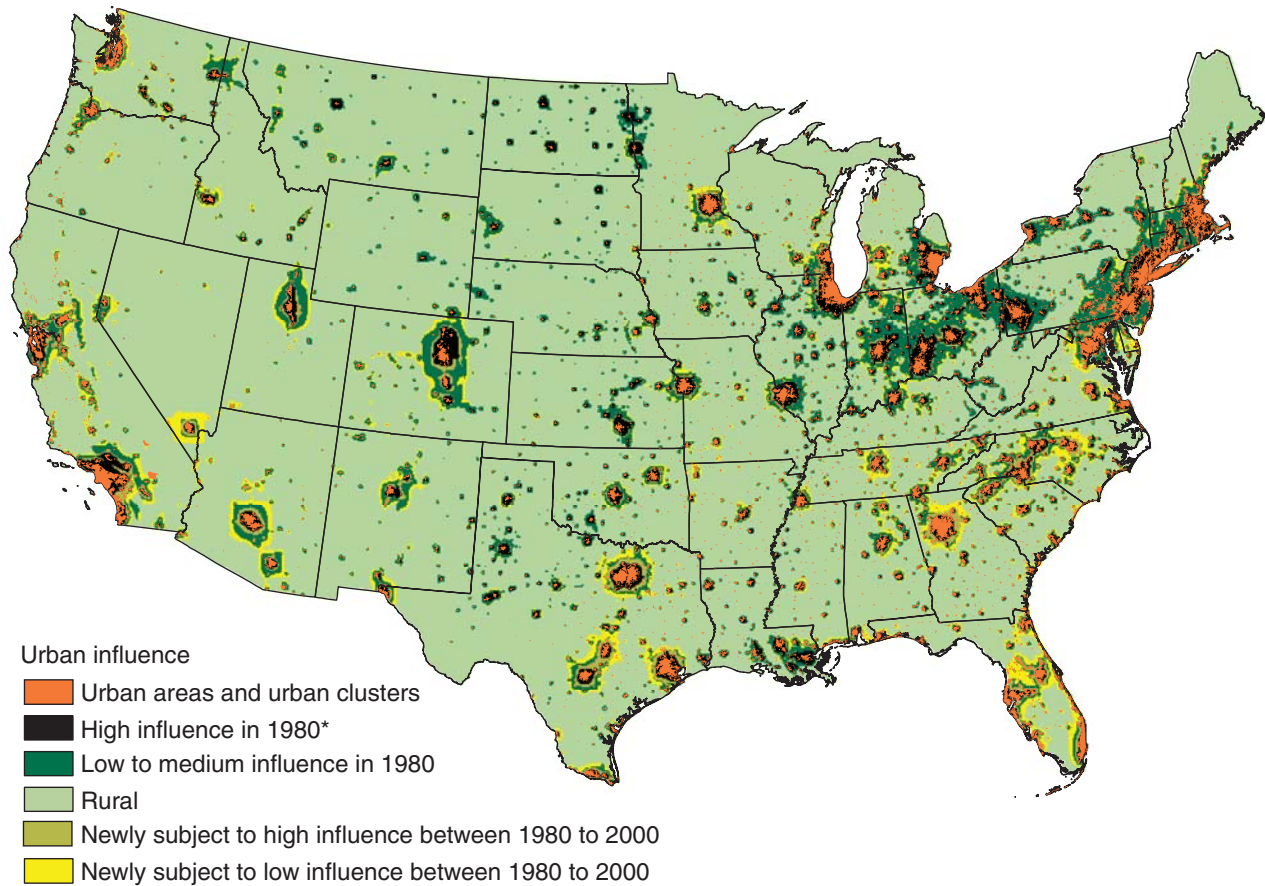 Urban influence
Urban areas and urban clusters
High influence in 1980*
Low to medium influence in 1980
Rural
Newly subject to high influence between 1980 to 2000
Newly subject to low influence between 1980 to 2000